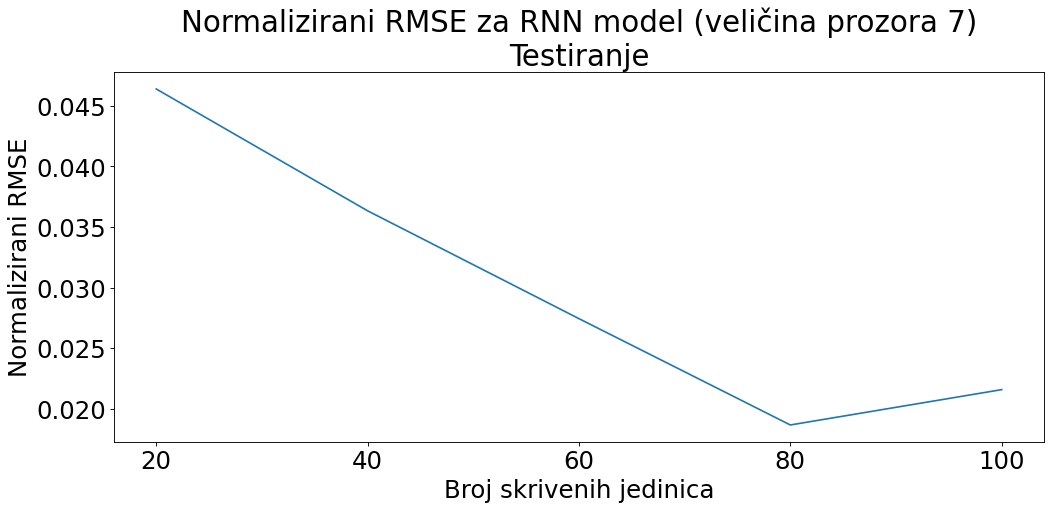 Normalizirani RMSE za RNN model (veličina prozora 7)
Testiranje
Normalizirani RMSE
0.045
0.040
0.035
0.030
0.025
0.020
20 40 60 80 100
Broj skrivenih jedinica